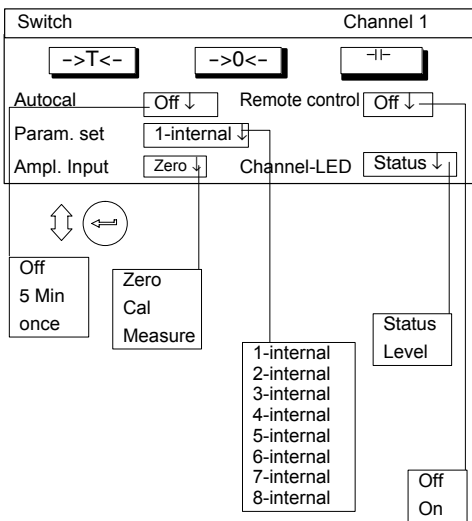 Switch Channel 1
–>T<– –>0<– ⊣⊢
Autocal Off ↓ Remote control Off ↓
Param. set 1-internal ↓
Ampl. Input Zero ↓ Channel-LED Status ↓
Off
5 Min
once
Zero
Cal
Measure
Status
Level
1-internal
2-internal
3-internal
4-internal
5-internal
6-internal
7-internal
8-internal
Off
On